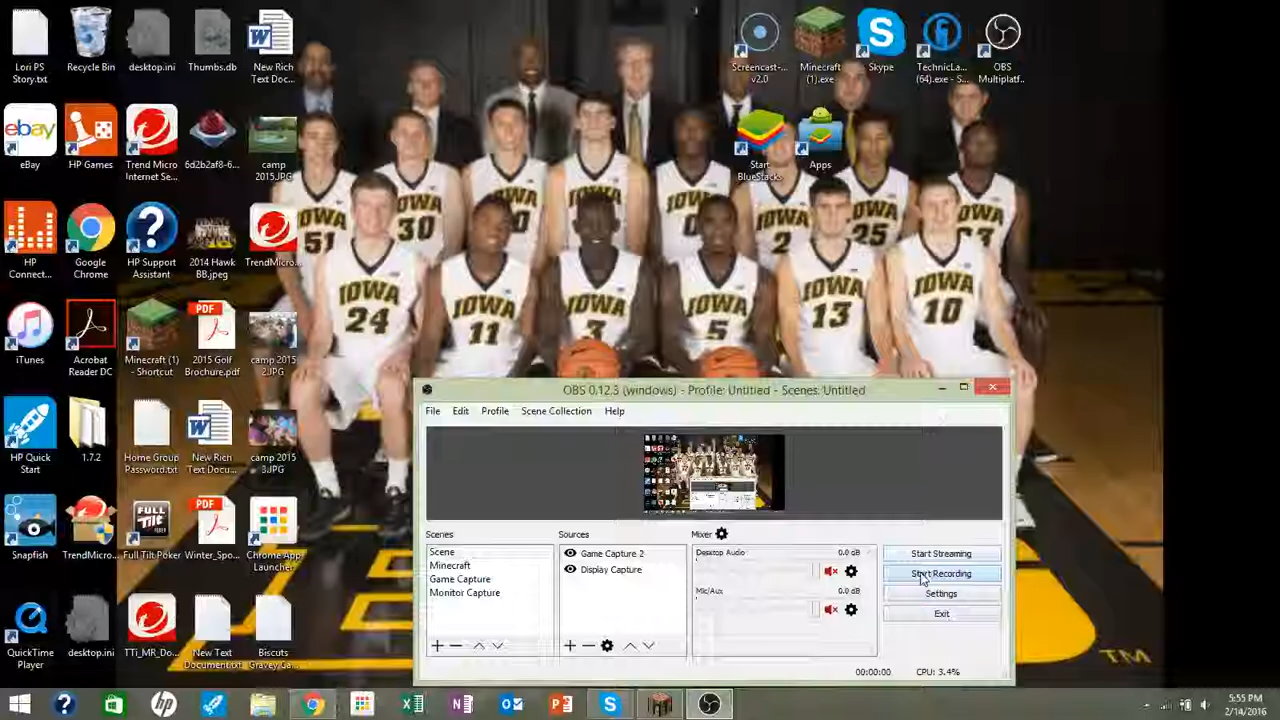 Lori PS Story.txt
Recycle Bin
desktop.ini
Thumbs.db
New Rich Text Doc...
Screencast-... v2.0
Minecraft (1).exe
Skype
TechnicLa... (64).exe - S...
OBS Multiplatf...
eBay
HP Games
Trend Micro Internet Se...
6d2b2af8-6...
camp 2015.JPG
Start BlueStacks
Apps
HP Connect...
Google Chrome
HP Support Assistant
2014 Hawk BB.jpeg
TrendMicro...
iTunes
Acrobat Reader DC
Minecraft (1) - Shortcut
2015 Golf Brochure.pdf
camp 2015 2.JPG
HP Quick Start
1.7.2
Home Group Password.txt
New Rich Text Docu...
camp 2015 3.JPG
Snapfish
TrendMicro...
Full Tilt Poker
Winter_Spo...
Chrome App Launcher
QuickTime Player
desktop.ini
TTi_MR_Do...
New Text Document.txt
Biscuts Gravey Ga...
IOWA 51
IOWA 30
IOWA 2
IOWA 25
IOWA 24
IOWA 11
IOWA 3
IOWA 5
IOWA 13
IOWA 10
TM
OBS 0.12.3 (windows) - Profile: Untitled - Scenes: Untitled
File Edit Profile Scene Collection Help
Scenes
Scene
Minecraft
Game Capture
Monitor Capture
Sources
Game Capture 2
Display Capture
Mixer
Desktop Audio 0.0 dB
Mic/Aux 0.0 dB
Start Streaming
Start Recording
Settings
Exit
00:00:00 CPU: 3.4%
5:55 PM
2/14/2016